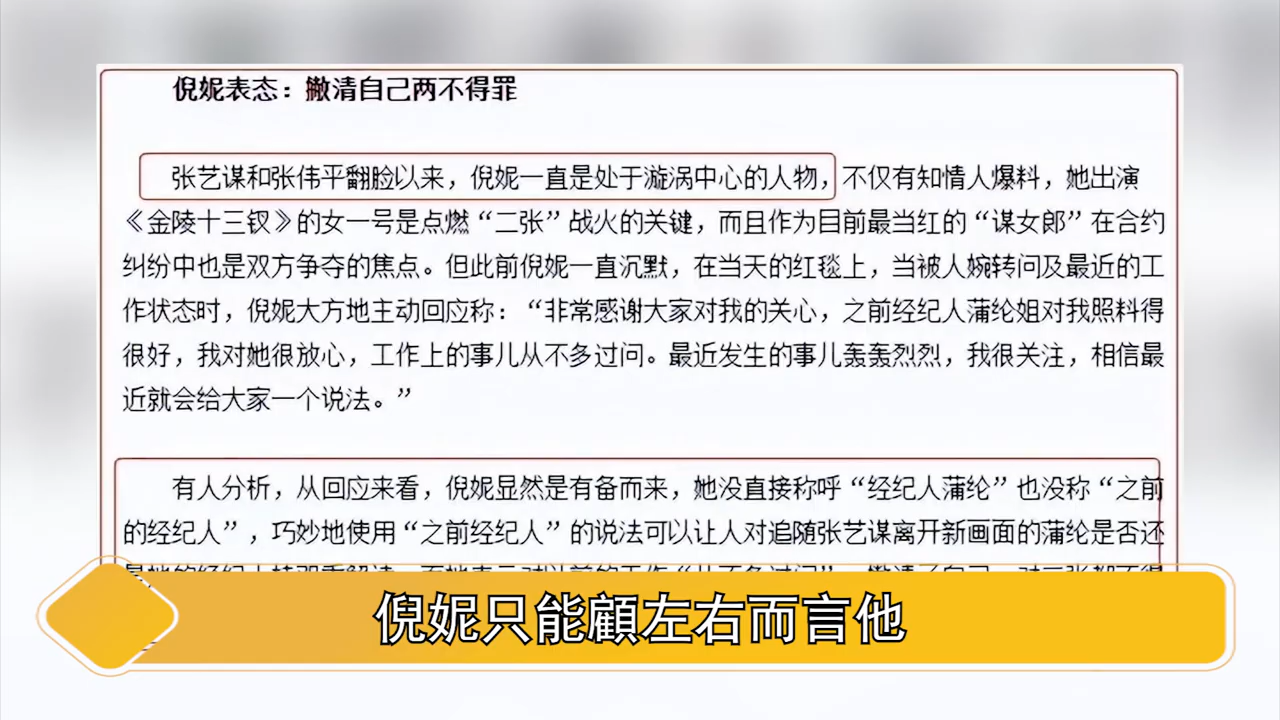 倪妮表态：撇清自己两不得罪
张艺谋和张伟平翻脸以来，倪妮一直是处于漩涡中心的人物，不仅有知情人爆料，她出演
《金陵十三钗》的女一号是点燃“二张”战火的关键，而且作为目前最当红的“谋女郎”在合约
纠纷中也是双方争夺的焦点。但此前倪妮一直沉默，在当天的红毯上，当被人婉转问及最近的工
作状态时，倪妮大方地主动回应称：“非常感谢大家对我的关心，之前经纪人蒲纶姐对我照料得
很好，我对她很放心，工作上的事儿从不多过问。最近发生的事儿轰轰烈烈，我很关注，相信最
近就会给大家一个说法。”
有人分析，从回应来看，倪妮显然是有备而来，她没直接称呼“经纪人蒲纶”也没称“之前
的经纪人”，巧妙地使用“之前经纪人”的说法可以让人对追随张艺谋离开新画面的蒲纶是否还
倪妮只能顧左右而言他